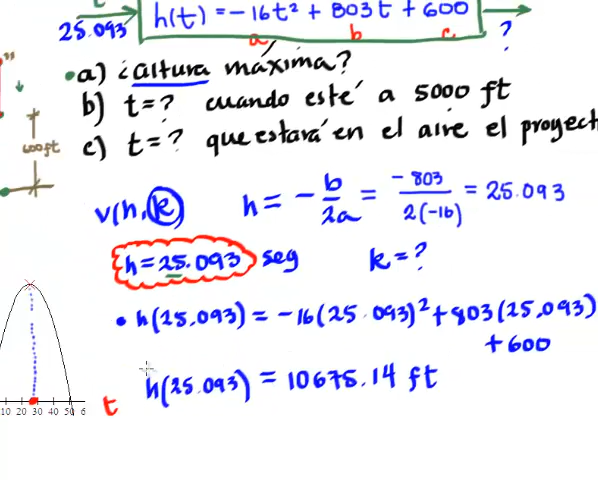 25.093 h(t) = -16t² + 803t + 600 ?
a b c
a) ¿altura máxima?
b) t=? cuando esté a 5000 ft
600ft
c) t=? que estará en el aire el proyect
v(h,k) h = - b/2a = -803/2(-16) = 25.093
h = 25.093 seg k = ?
• h(25.093) = -16(25.093)² + 803(25.093)
+ 600
h(25.093) = 10675.14 ft
10 20 30 40 50 6 t